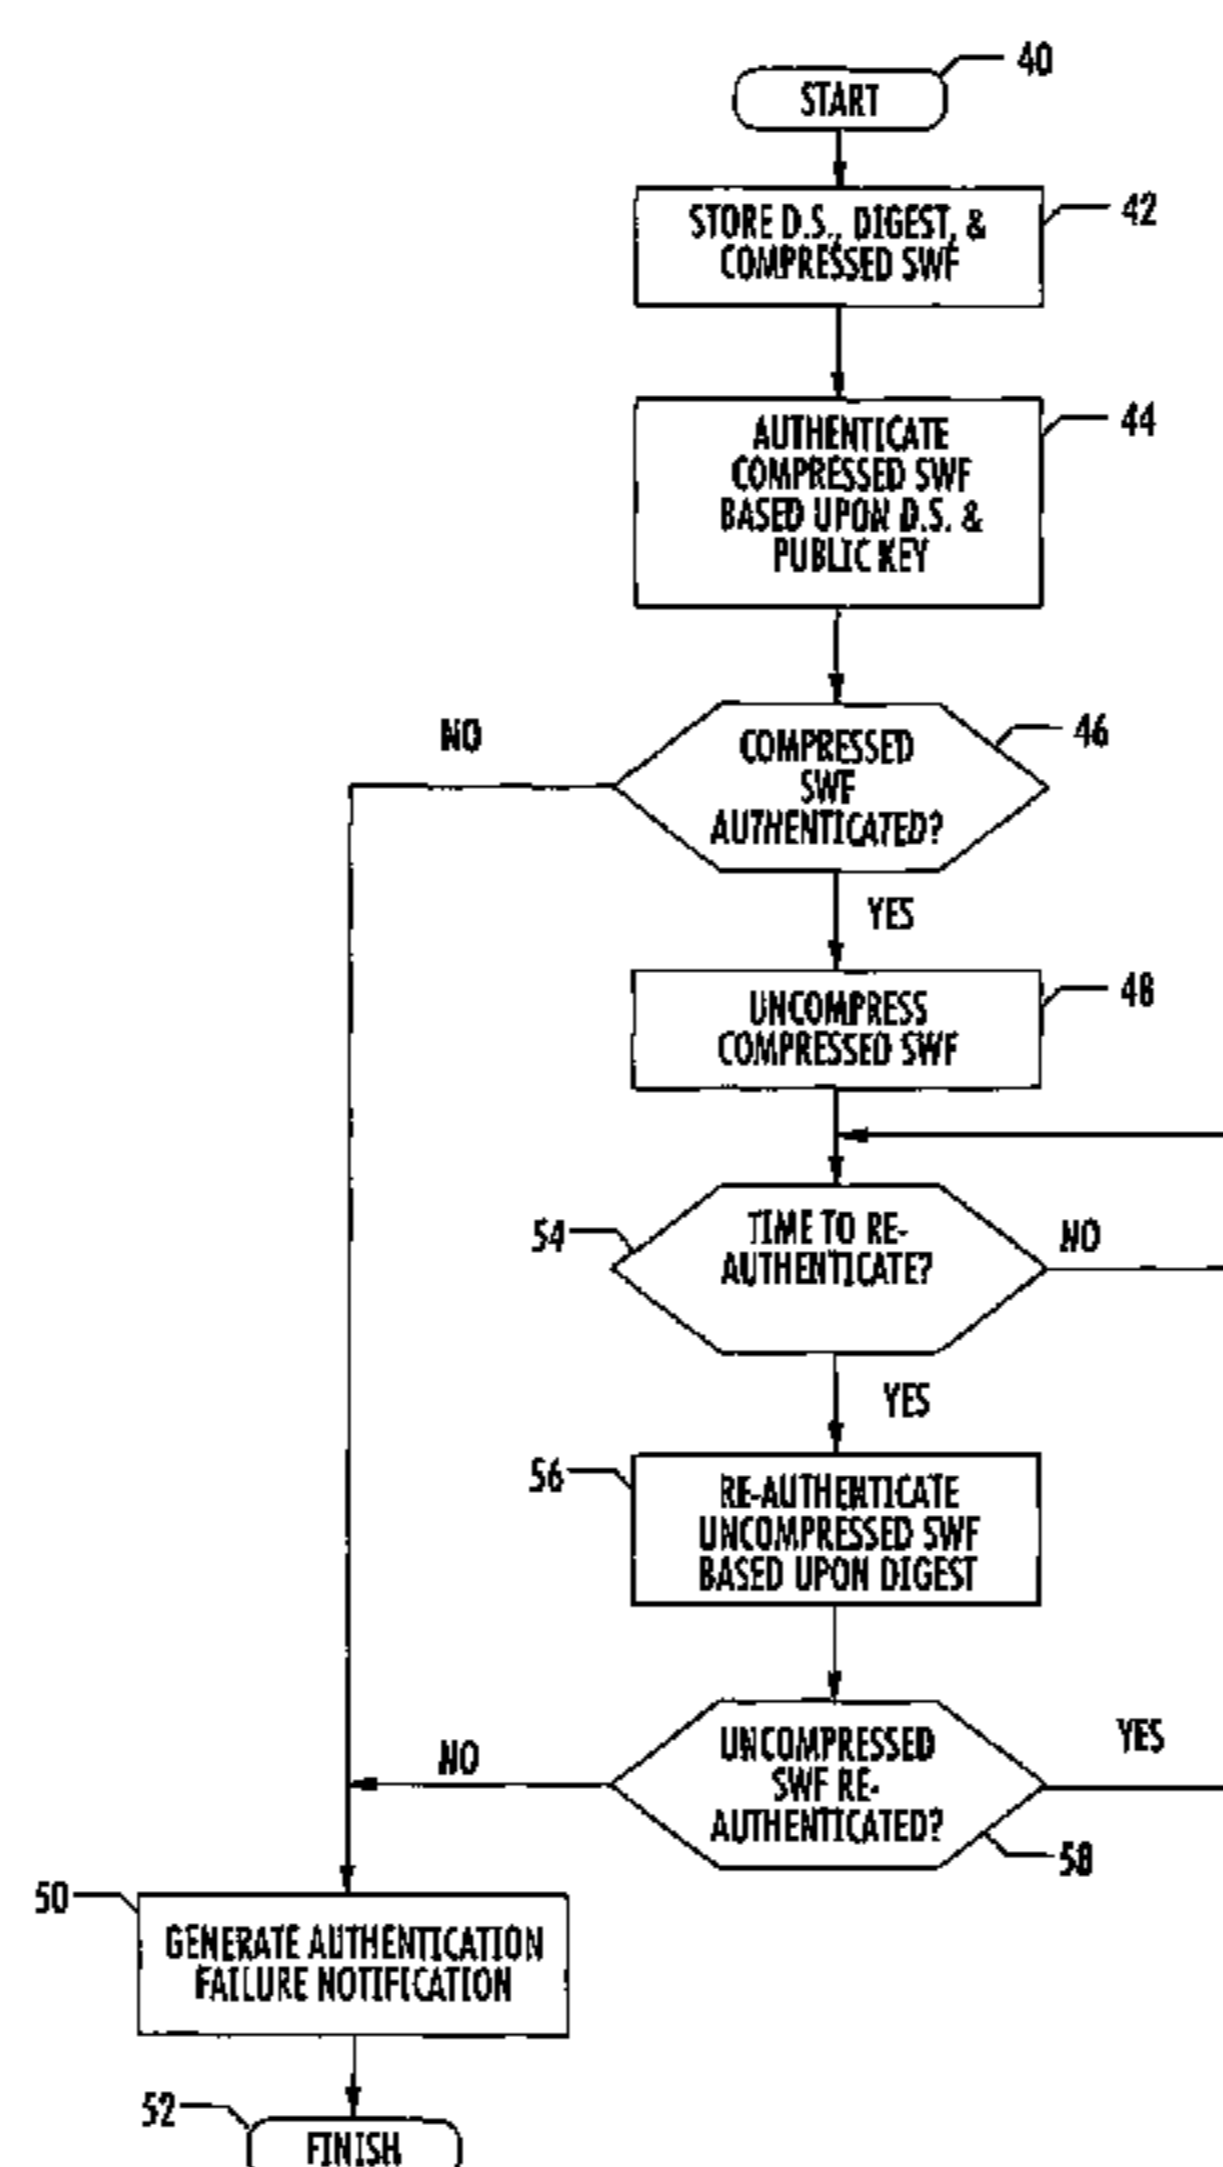 40
START
42
STORE D.S., DIGEST, &
COMPRESSED SWF
44
AUTHENTICATE
COMPRESSED SWF
BASED UPON D.S. &
PUBLIC KEY
NO
46
COMPRESSED
SWF
AUTHENTICATED?
YES
48
UNCOMPRESS
COMPRESSED SWF
54
TIME TO RE-
AUTHENTICATE?
NO
YES
56
RE-AUTHENTICATE
UNCOMPRESSED SWF
BASED UPON DIGEST
NO
UNCOMPRESSED
SWF RE-
AUTHENTICATED?
YES
58
50
GENERATE AUTHENTICATION
FAILURE NOTIFICATION
52
FINISH